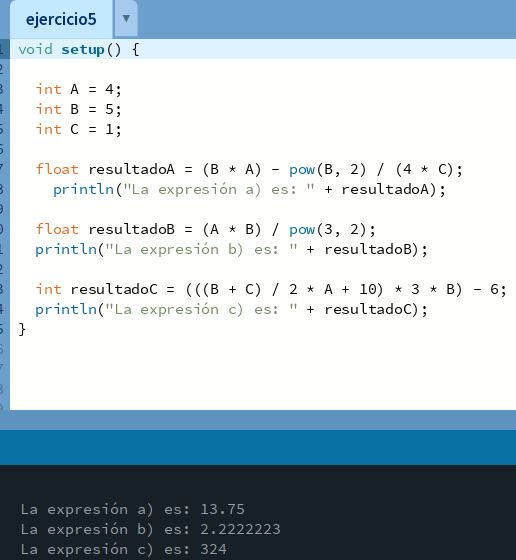 ejercicio5 ▼
void setup() {
int A = 4;
int B = 5;
int C = 1;
float resultadoA = (B * A) - pow(B, 2) / (4 * C);
println("La expresión a) es: " + resultadoA);
float resultadoB = (A * B) / pow(3, 2);
println("La expresión b) es: " + resultadoB);
int resultadoC = (((B + C) / 2 * A + 10) * 3 * B) - 6;
println("La expresión c) es: " + resultadoC);
}
La expresión a) es: 13.75
La expresión b) es: 2.2222223
La expresión c) es: 324